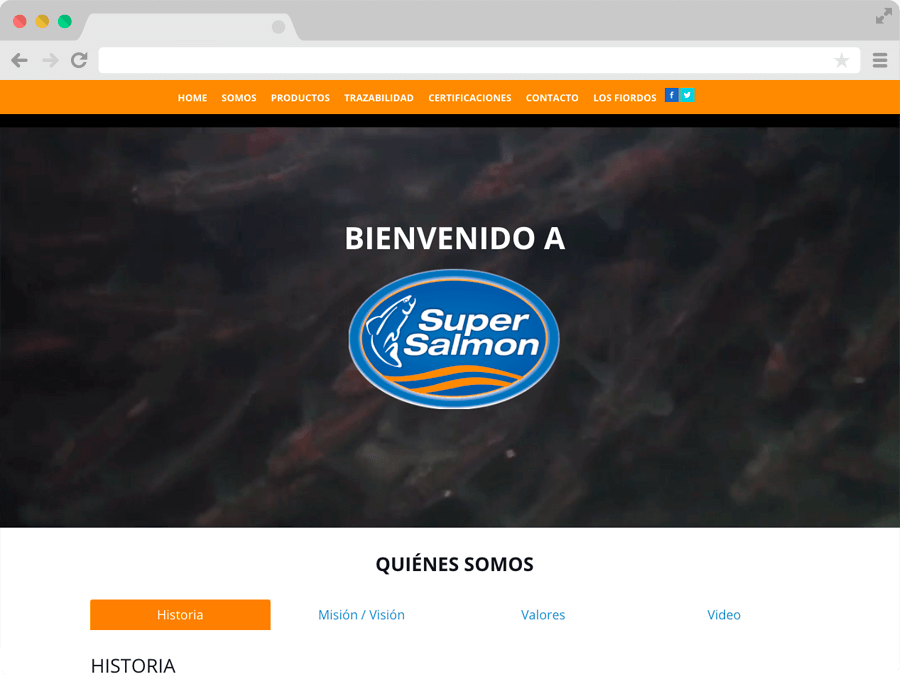 HOME SOMOS PRODUCTOS TRAZABILIDAD CERTIFICACIONES CONTACTO LOS FIORDOS
BIENVENIDO A
Super
Salmon
QUIÉNES SOMOS
Historia Misión / Visión Valores Video
HISTORIA